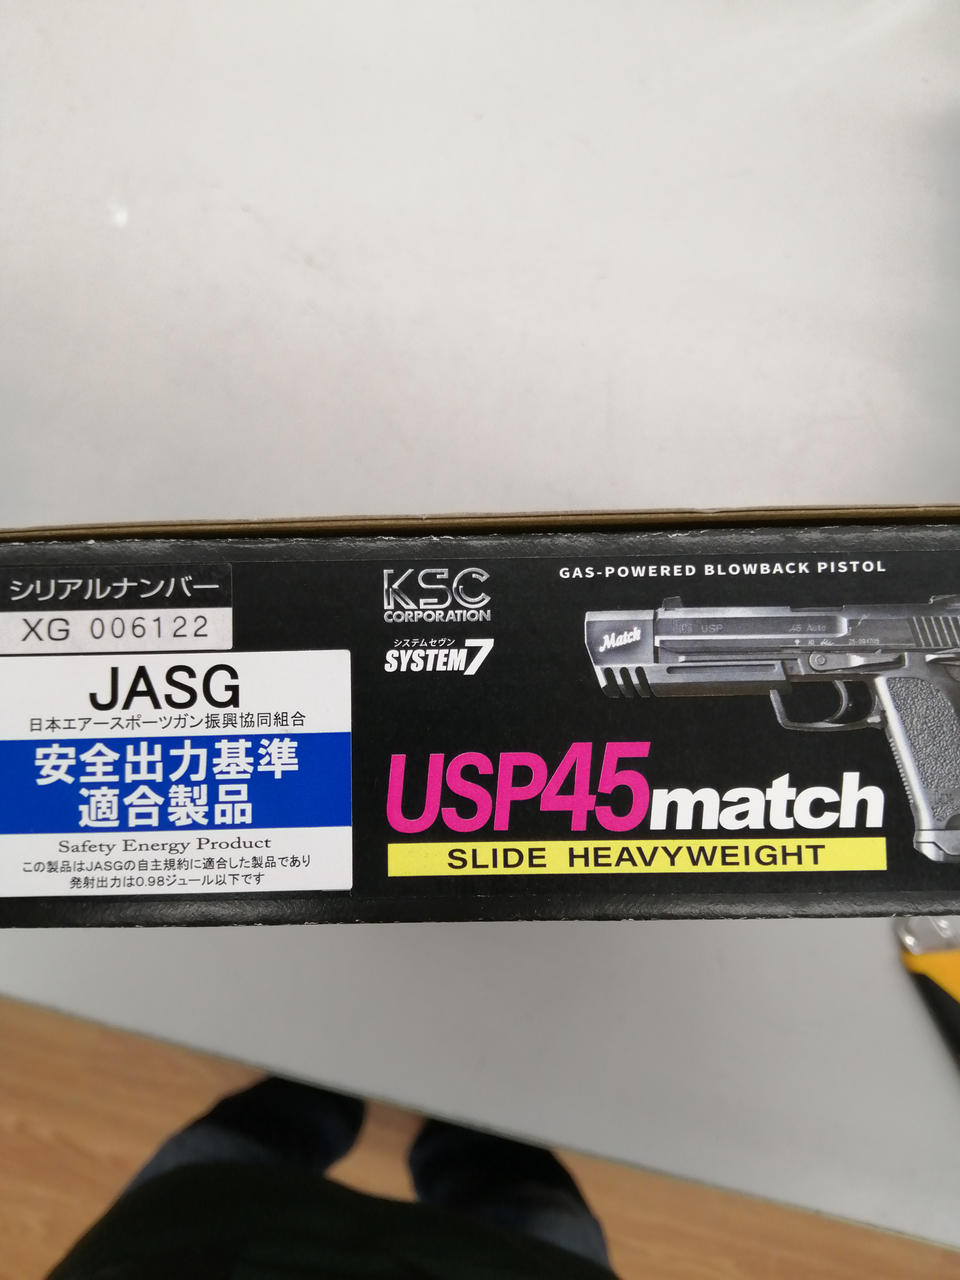 シリアルナンバー
XG 006122
JASG
日本エアースポーツガン振興協同組合
安全出力基準
適合製品
Safety Energy Product
この製品はJASGの自主規約に適合した製品であり
発射出力は0.98ジュール以下です
KSC
CORPORATION
システムセヴン
SYSTEM7
GAS-POWERED BLOWBACK PISTOL
Match
USP
.45 Auto
USP45match
SLIDE HEAVYWEIGHT